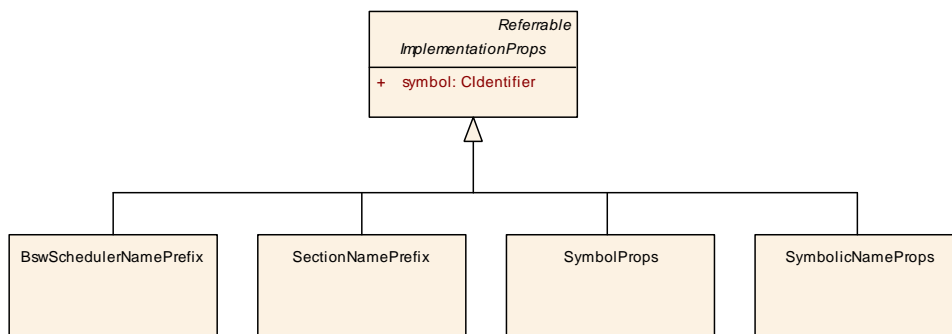 Referrable
ImplementationProps
+ symbol: CIdentifier
BswSchedulerNamePrefix
SectionNamePrefix
SymbolProps
SymbolicNameProps